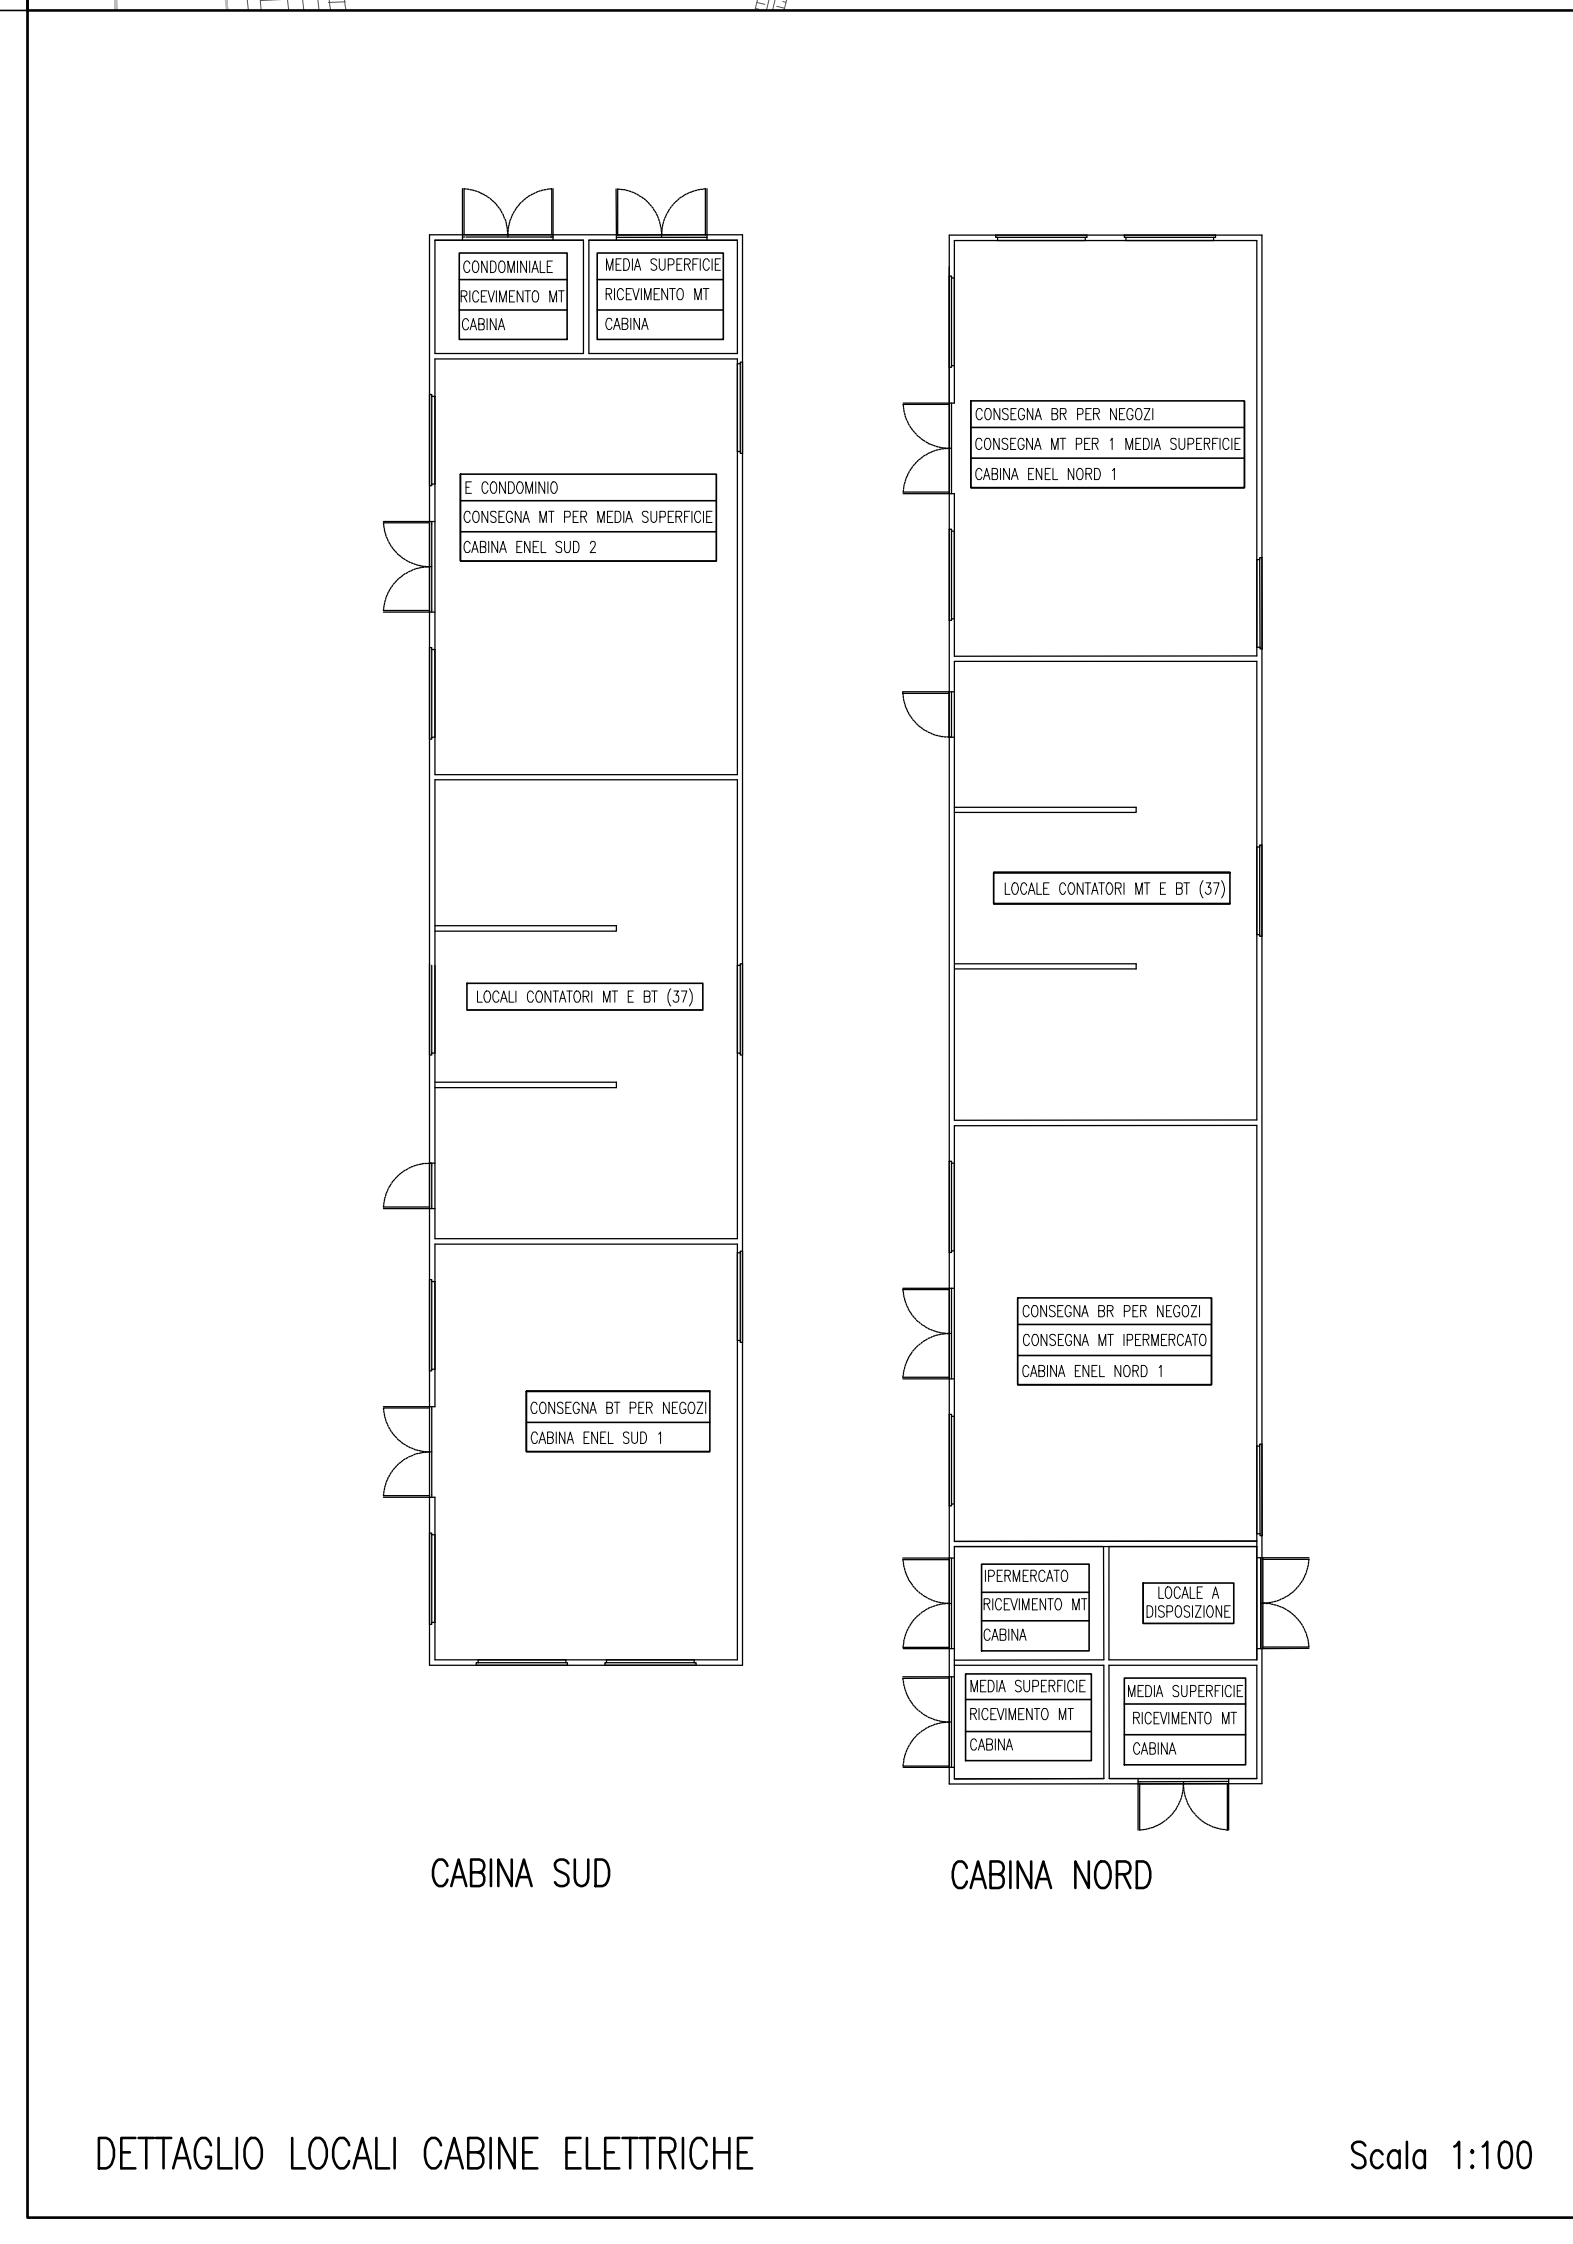 CONDOMINIALE
RICEVIMENTO MT
CABINA
MEDIA SUPERFICIE
RICEVIMENTO MT
CABINA
E CONDOMINIO
CONSEGNA MT PER MEDIA SUPERFICIE
CABINA ENEL SUD 2
LOCALI CONTATORI MT E BT (37)
CONSEGNA BT PER NEGOZI
CABINA ENEL SUD 1
CABINA SUD
CONSEGNA BR PER NEGOZI
CONSEGNA MT PER 1 MEDIA SUPERFICIE
CABINA ENEL NORD 1
LOCALE CONTATORI MT E BT (37)
CONSEGNA BR PER NEGOZI
CONSEGNA MT IPERMERCATO
CABINA ENEL NORD 1
IPERMERCATO
RICEVIMENTO MT
CABINA
LOCALE A
DISPOSIZIONE
MEDIA SUPERFICIE
RICEVIMENTO MT
CABINA
MEDIA SUPERFICIE
RICEVIMENTO MT
CABINA
CABINA NORD
DETTAGLIO LOCALI CABINE ELETTRICHE
Scala 1:100